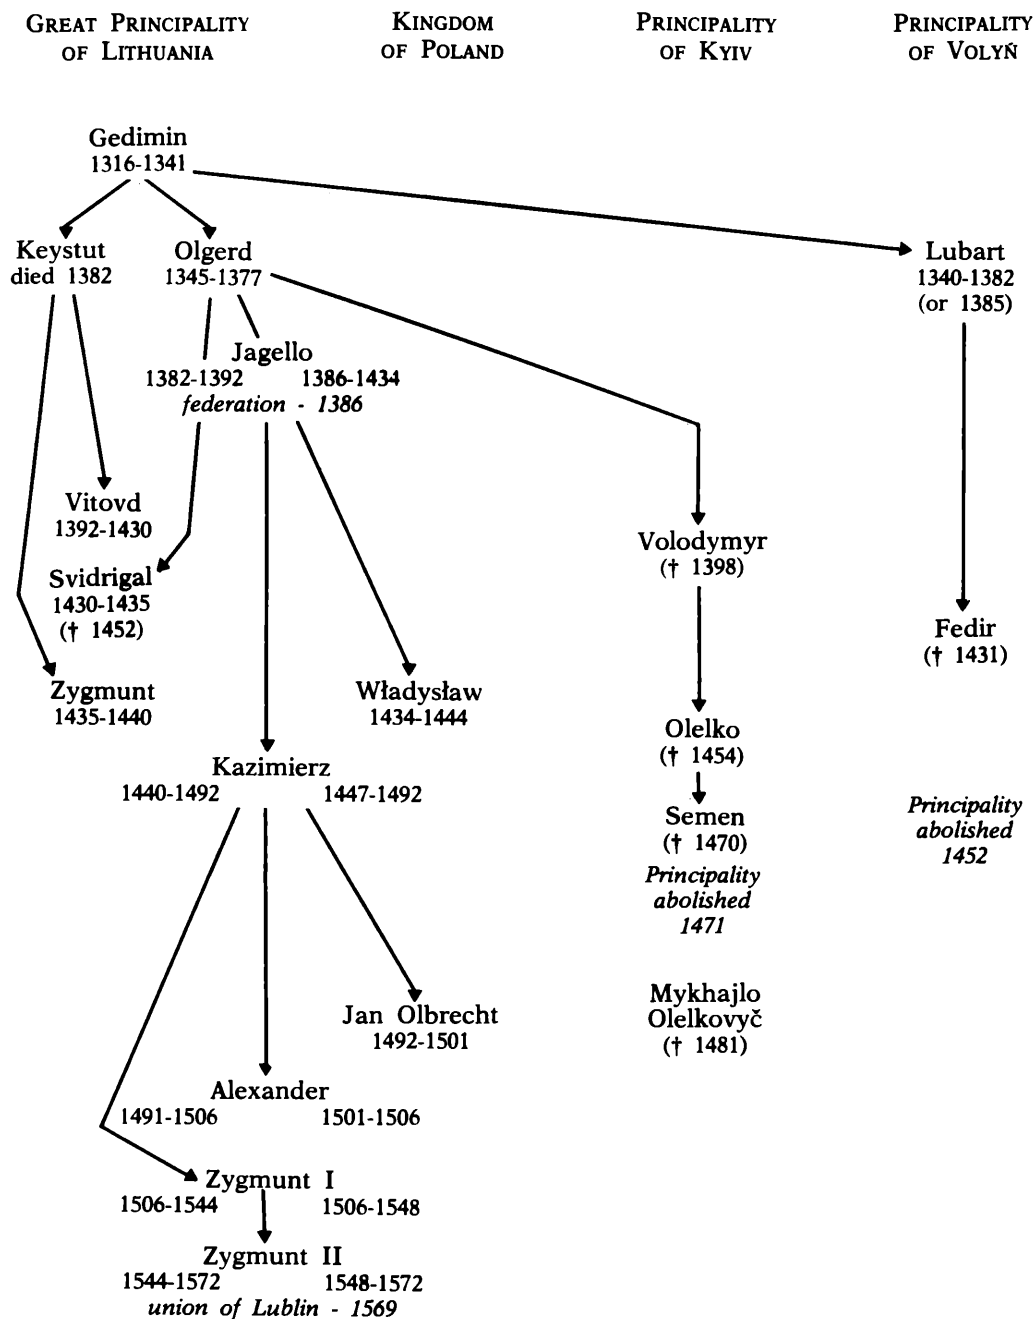 GREAT PRINCIPALITY
OF LITHUANIA
KINGDOM
OF POLAND
PRINCIPALITY
OF KYIV
PRINCIPALITY
OF VOLYŇ
Gedimin
1316-1341
Keystut
died 1382
Olgerd
1345-1377
Lubart
1340-1382
(or 1385)
Jagello
1382-1392 1386-1434
federation - 1386
Vitovd
1392-1430
Volodymyr
(† 1398)
Svidrigal
1430-1435
(† 1452)
Fedir
(† 1431)
Zygmunt
1435-1440
Władysław
1434-1444
Olelko
(† 1454)
Kazimierz
1440-1492 1447-1492
Semen
(† 1470)
Principality
abolished
1471
Principality
abolished
1452
Mykhajlo
Olelkovyč
(† 1481)
Jan Olbrecht
1492-1501
Alexander
1491-1506 1501-1506
Zygmunt I
1506-1544 1506-1548
Zygmunt II
1544-1572 1548-1572
union of Lublin - 1569